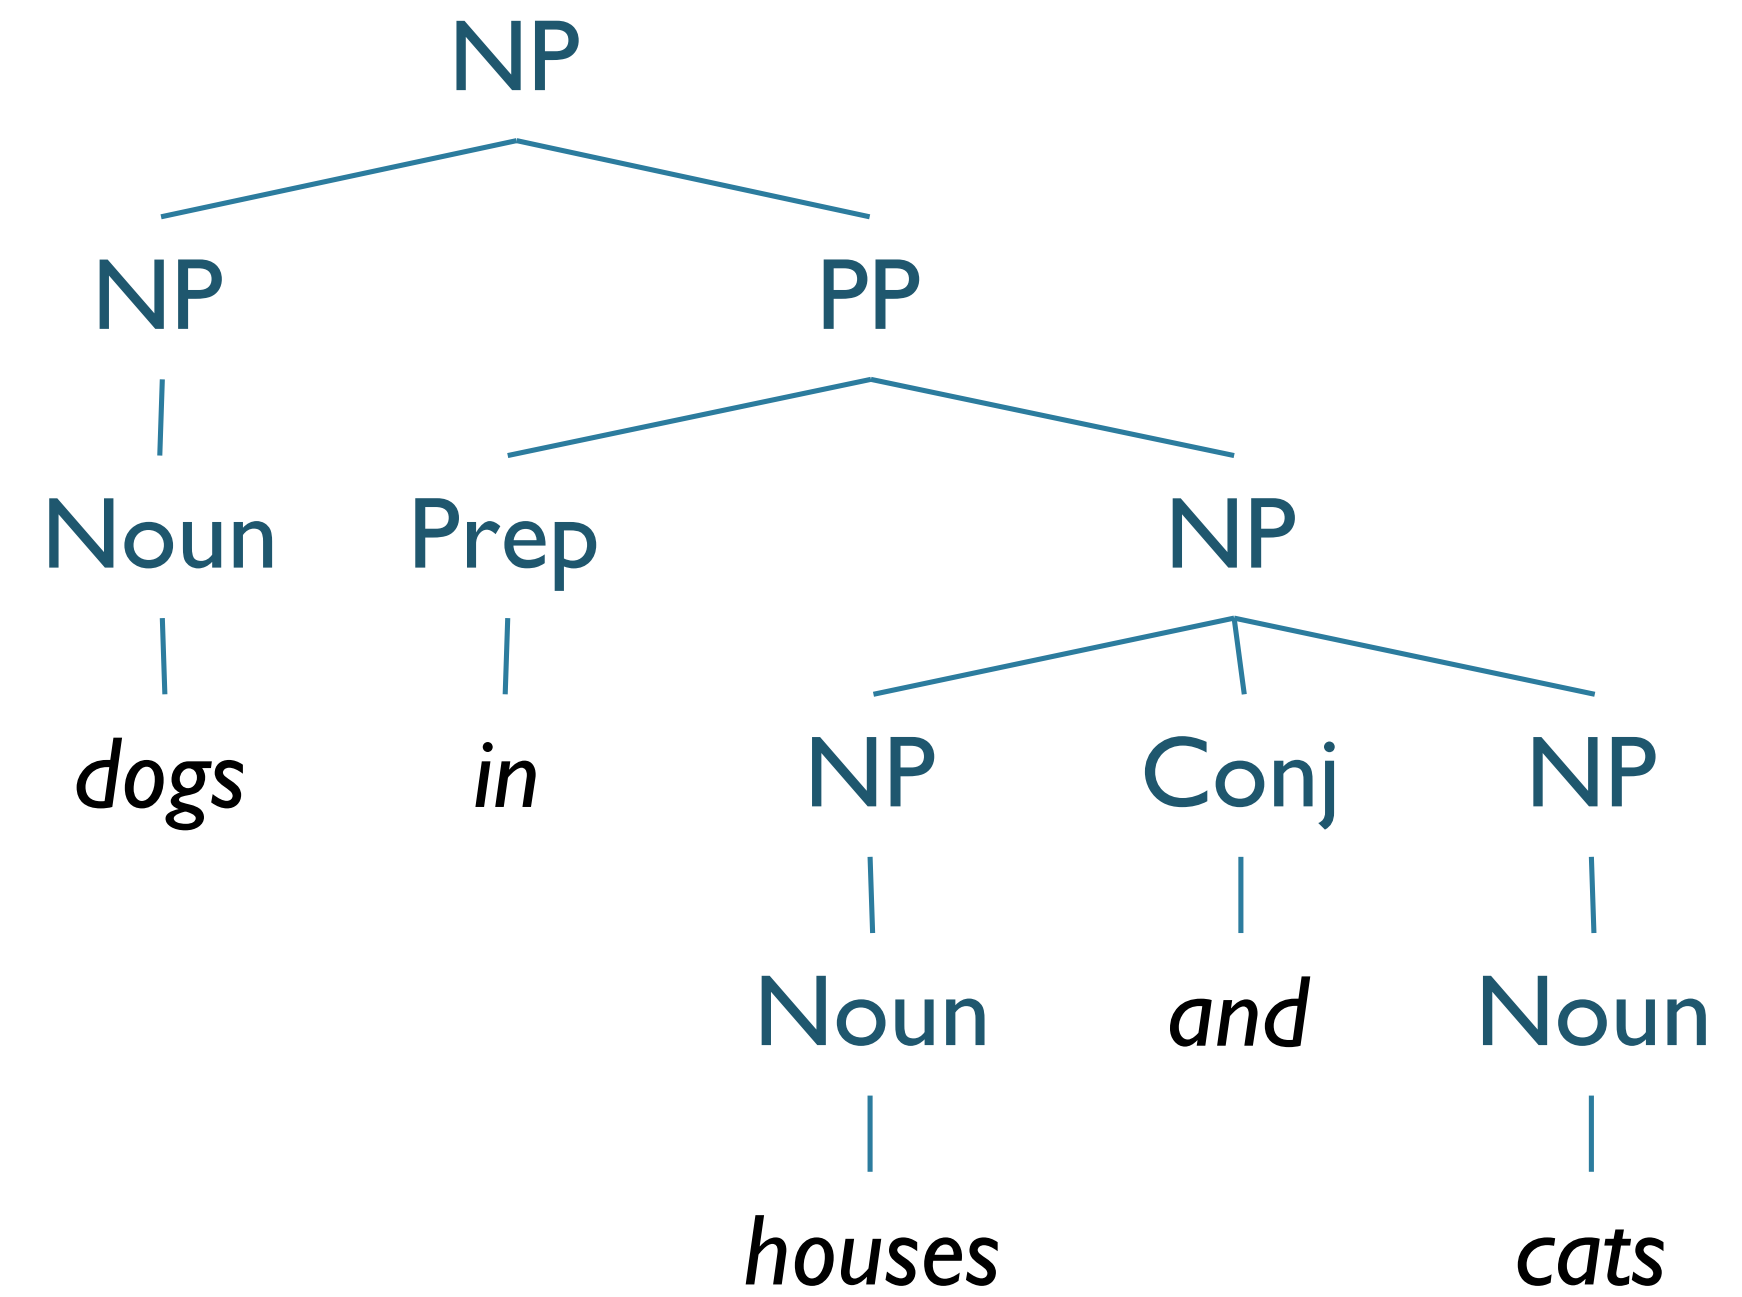 NP
NP PP
Noun Prep NP
dogs in NP Conj NP
Noun and Noun
houses cats